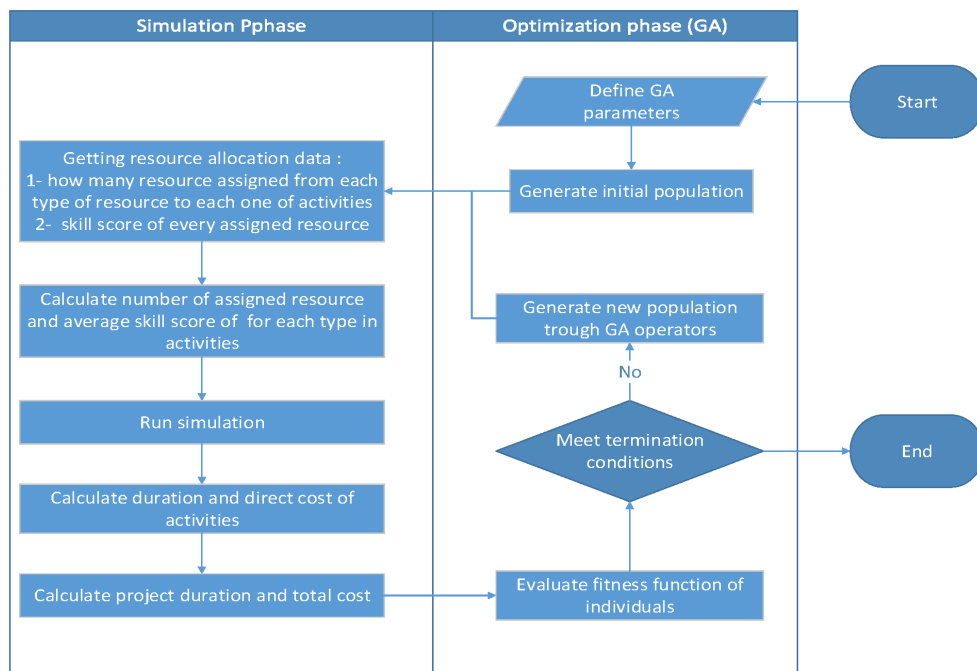 Simulation Pphase
Optimization phase (GA)
Define GA
parameters
Start
Getting resource allocation data :
1- how many resource assigned from each
type of resource to each one of activities
2- skill score of every assigned resource
Generate initial population
Calculate number of assigned resource
and average skill score of for each type in
activities
Generate new population
trough GA operators
No
Run simulation
Meet termination
conditions
End
Calculate duration and direct cost of
activities
Calculate project duration and total cost
Evaluate fitness function of
individuals